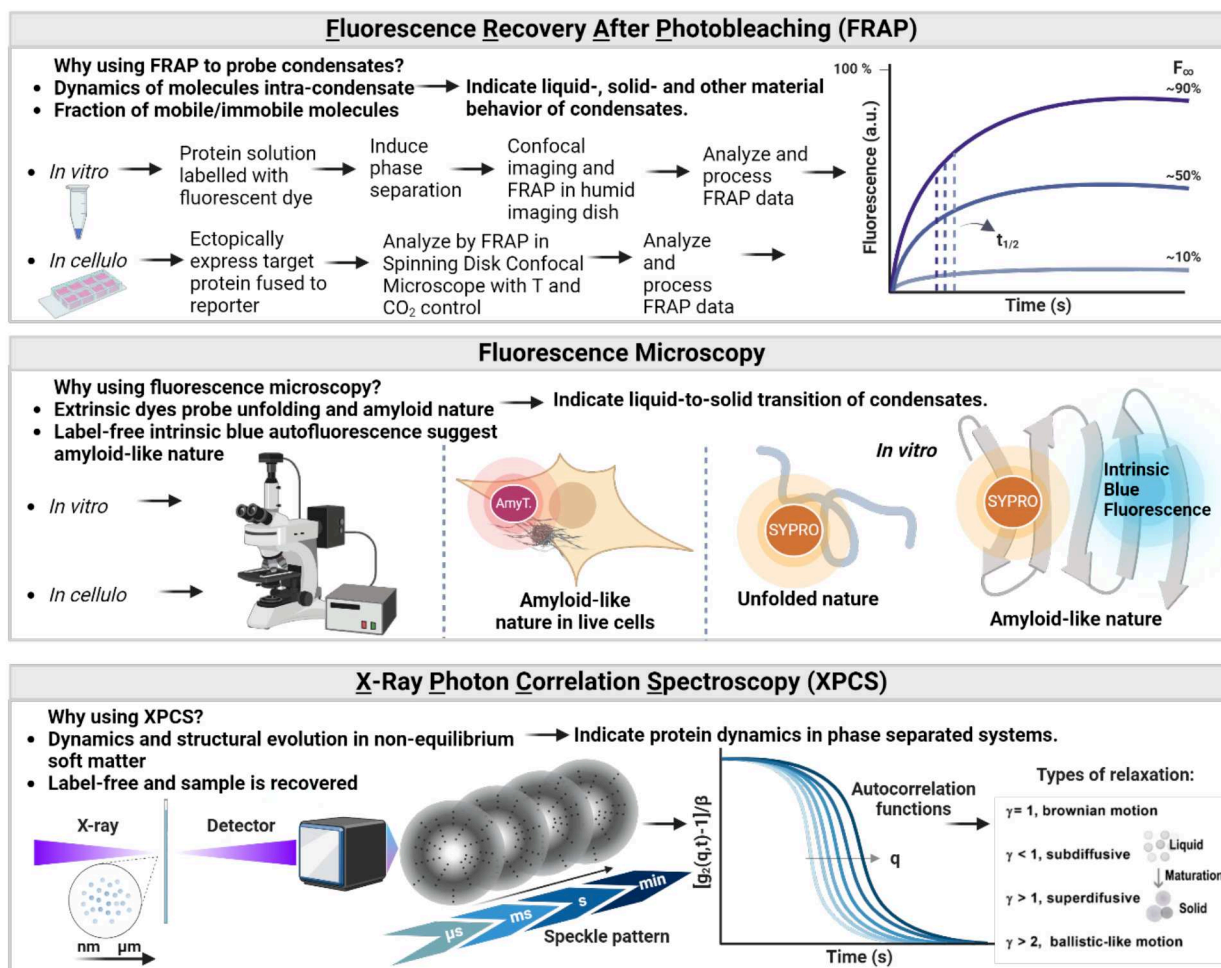 Fluorescence Recovery After Photobleaching (FRAP)
Why using FRAP to probe condensates?
• Dynamics of molecules intra-condensate
• Fraction of mobile/immobile molecules
Indicate liquid-, solid- and other material
behavior of condensates.
• In vitro
Protein solution
labelled with
fluorescent dye
Induce
phase
separation
Confocal
imaging and
FRAP in humid
imaging dish
Analyze and
process
FRAP data
• In cellulo
Ectopically
express target
protein fused to
reporter
Analyze by FRAP in
Spinning Disk Confocal
Microscope with T and
CO₂ control
Analyze
and
process
FRAP data
100 %
Fluorescence (a.u.)
F∞
~90%
~50%
~10%
t1/2
Time (s)
Fluorescence Microscopy
Why using fluorescence microscopy?
• Extrinsic dyes probe unfolding and amyloid nature
• Label-free intrinsic blue autofluorescence suggest
amyloid-like nature
Indicate liquid-to-solid transition of condensates.
• In vitro
• In cellulo
AmyT.
Amyloid-like
nature in live cells
In vitro
SYPRO
Unfolded nature
SYPRO
Intrinsic
Blue
Fluorescence
Amyloid-like nature
X-Ray Photon Correlation Spectroscopy (XPCS)
Why using XPCS?
• Dynamics and structural evolution in non-equilibrium
soft matter
• Label-free and sample is recovered
Indicate protein dynamics in phase separated systems.
X-ray
Detector
nm µm
µs
ms
s
min
Speckle pattern
[g₂(q,t)-1]/β
Autocorrelation
functions
q
Time (s)
Types of relaxation:
γ= 1, brownian motion
γ < 1, subdiffusive
γ > 1, superdifusive
γ > 2, ballistic-like motion
Liquid
Maturation
Solid